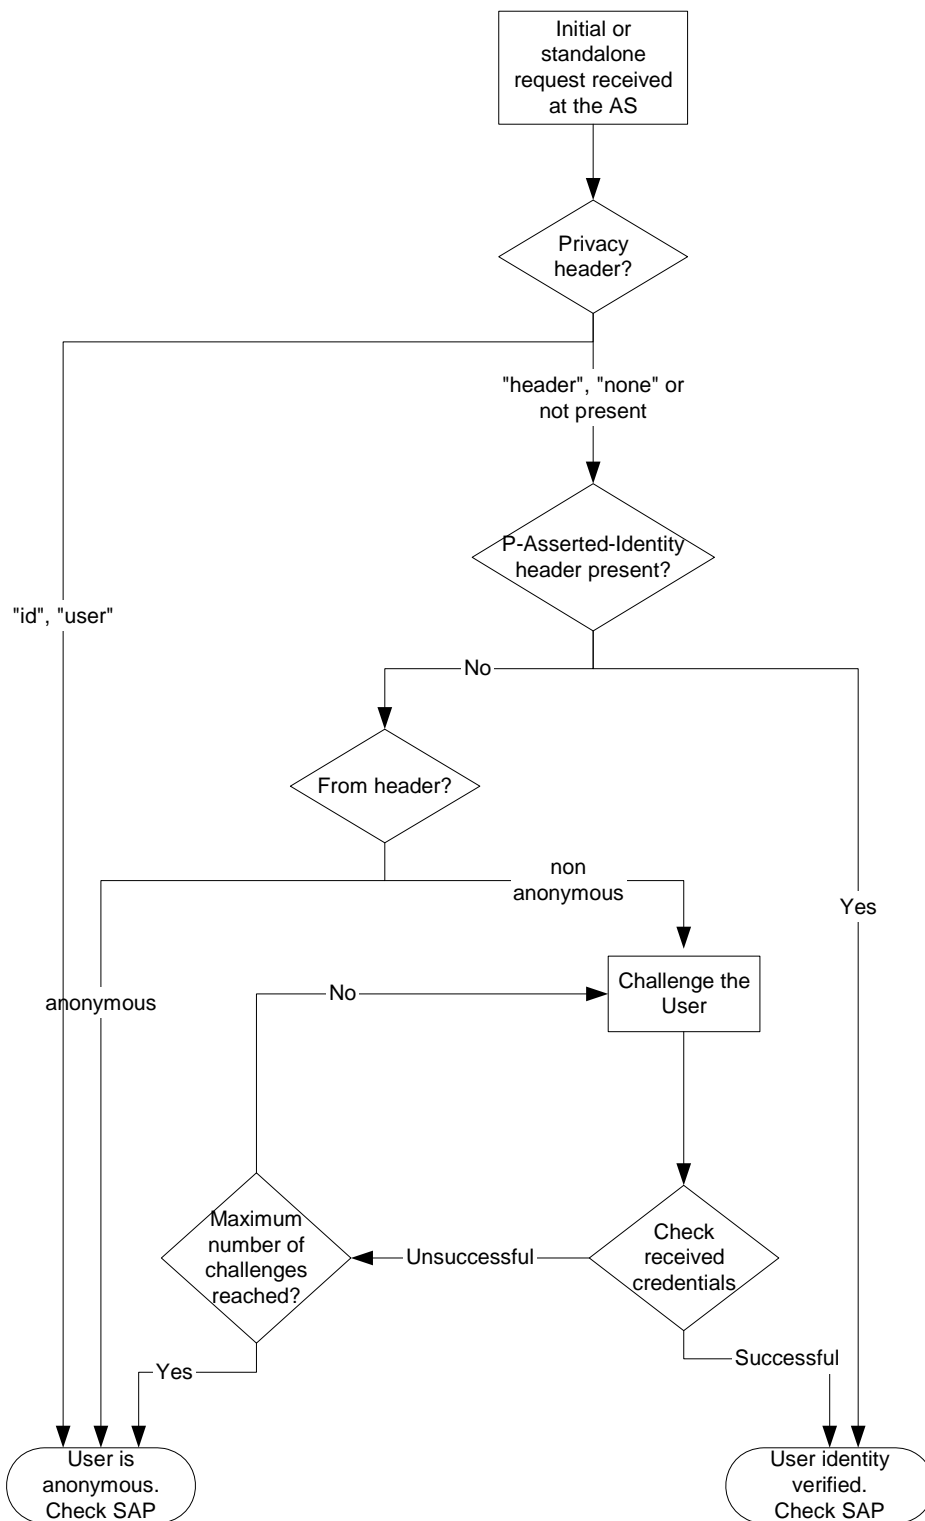 Initial or
standalone
request received
at the AS
Privacy
header?
"header", "none" or
not present
P-Asserted-Identity
header present?
"id", "user"
No
From header?
non
anonymous
Yes
anonymous
No
Challenge the
User
Maximum
number of
challenges
reached?
Unsuccessful
Check
received
credentials
Yes
Successful
User is
anonymous.
Check SAP
User identity
verified.
Check SAP